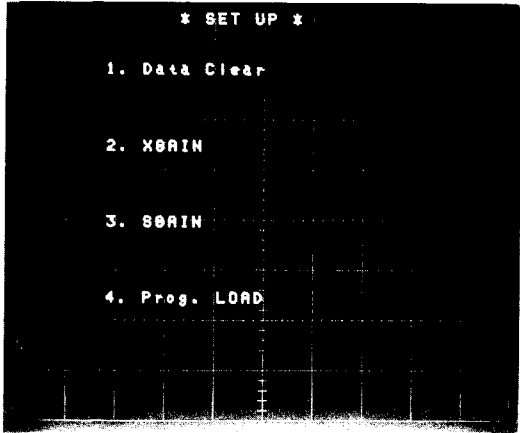 * SET UP *
1. Data Clear
2. XGAIN
3. SGAIN
4. Prog. LOAD